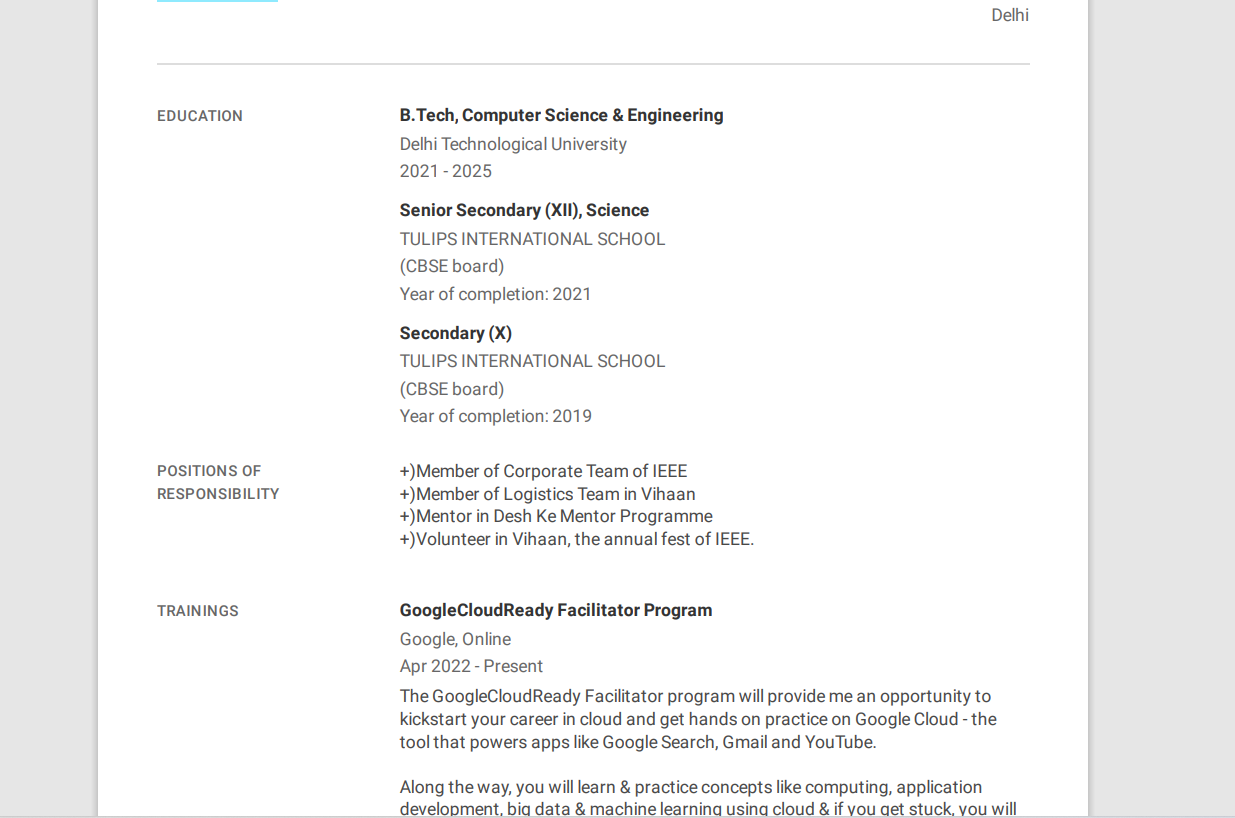 Delhi
EDUCATION
B.Tech, Computer Science & Engineering
Delhi Technological University
2021 - 2025
Senior Secondary (XII), Science
TULIPS INTERNATIONAL SCHOOL
(CBSE board)
Year of completion: 2021
Secondary (X)
TULIPS INTERNATIONAL SCHOOL
(CBSE board)
Year of completion: 2019
POSITIONS OF
RESPONSIBILITY
+)Member of Corporate Team of IEEE
+)Member of Logistics Team in Vihaan
+)Mentor in Desh Ke Mentor Programme
+)Volunteer in Vihaan, the annual fest of IEEE.
TRAININGS
GoogleCloudReady Facilitator Program
Google, Online
Apr 2022 - Present
The GoogleCloudReady Facilitator program will provide me an opportunity to
kickstart your career in cloud and get hands on practice on Google Cloud - the
tool that powers apps like Google Search, Gmail and YouTube.
Along the way, you will learn & practice concepts like computing, application
development, big data & machine learning using cloud & if you get stuck, you will